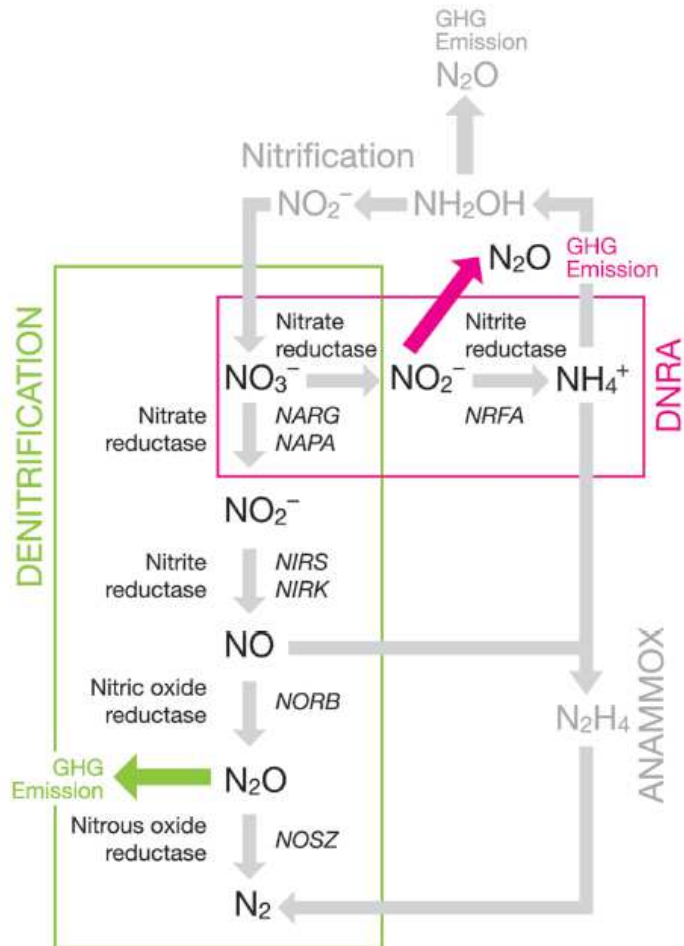 GHG
Emission
N₂O
Nitrification
NO₂⁻
NH₂OH
N₂O
GHG
Emission
DENITRIFICATION
Nitrate
reductase
Nitrite
reductase
NO₃⁻
NO₂⁻
NH₄⁺
DNRA
Nitrate
reductase
NARG
NAPA
NRFA
NO₂⁻
Nitrite
reductase
NIRS
NIRK
NO
Nitric oxide
reductase
NORB
N₂H₄
ANAMMOX
GHG
Emission
N₂O
Nitrous oxide
reductase
NOSZ
N₂